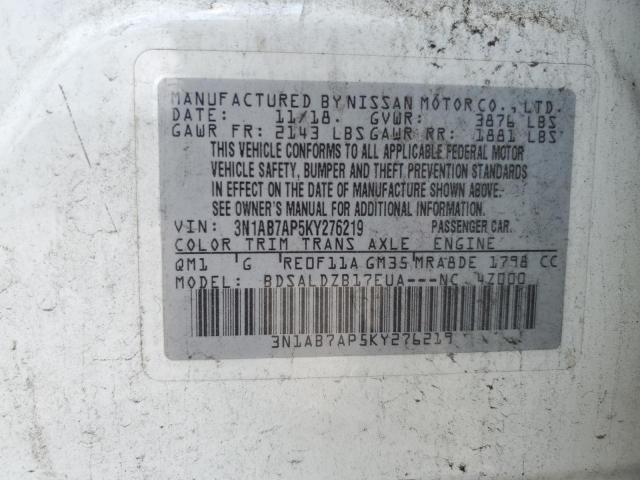 MANUFACTURED BY NISSAN MOTOR CO., LTD.
DATE: 11/18. GVWR: 3876 LBS
GAWR FR: 2143 LBS GAWR RR: 1881 LBS
THIS VEHICLE CONFORMS TO ALL APPLICABLE FEDERAL MOTOR
VEHICLE SAFETY, BUMPER AND THEFT PREVENTION STANDARDS
IN EFFECT ON THE DATE OF MANUFACTURE SHOWN ABOVE.
SEE OWNER'S MANUAL FOR ADDITIONAL INFORMATION.
VIN: 3N1AB7AP5KY276219 PASSENGER CAR.
COLOR TRIM TRANS AXLE ENGINE
QM1 G RE0F11A GM35 MRA8DE 1798 CC
MODEL: BDSALDZB17EUA---NC 4Z000
3N1AB7AP5KY276219